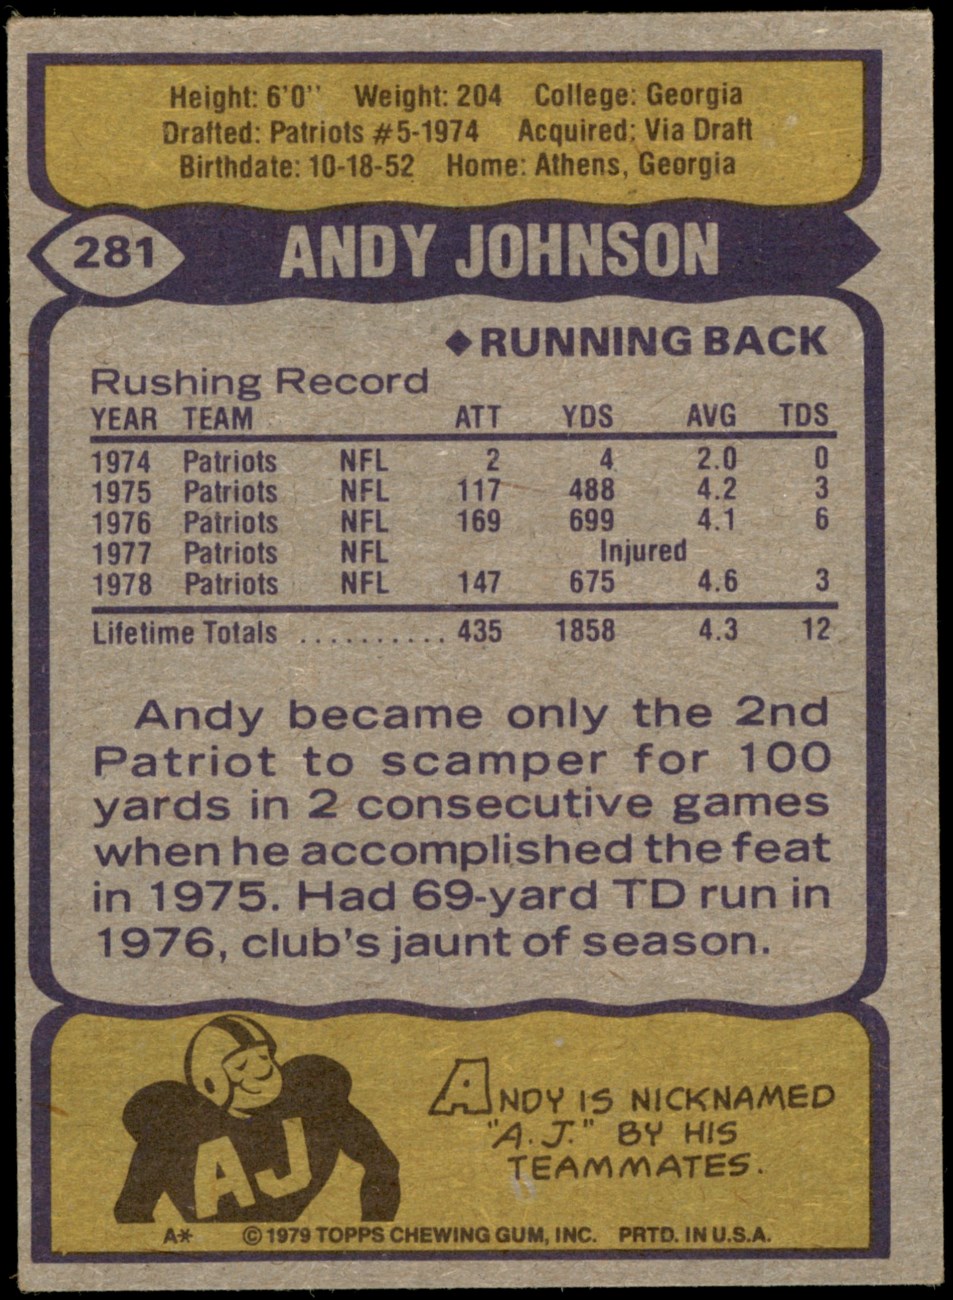 Height: 6'0'' Weight: 204 College: Georgia
Drafted: Patriots #5-1974 Acquired: Via Draft
Birthdate: 10-18-52 Home: Athens, Georgia
281 ANDY JOHNSON
◆RUNNING BACK
Rushing Record
YEAR TEAM ATT YDS AVG TDS
1974 Patriots NFL 2 4 2.0 0
1975 Patriots NFL 117 488 4.2 3
1976 Patriots NFL 169 699 4.1 6
1977 Patriots NFL Injured
1978 Patriots NFL 147 675 4.6 3
Lifetime Totals .......... 435 1858 4.3 12
Andy became only the 2nd
Patriot to scamper for 100
yards in 2 consecutive games
when he accomplished the feat
in 1975. Had 69-yard TD run in
1976, club's jaunt of season.
ANDY IS NICKNAMED
"A.J." BY HIS
TEAMMATES.
AJ
A* ©1979 TOPPS CHEWING GUM, INC. PRTD. IN U.S.A.